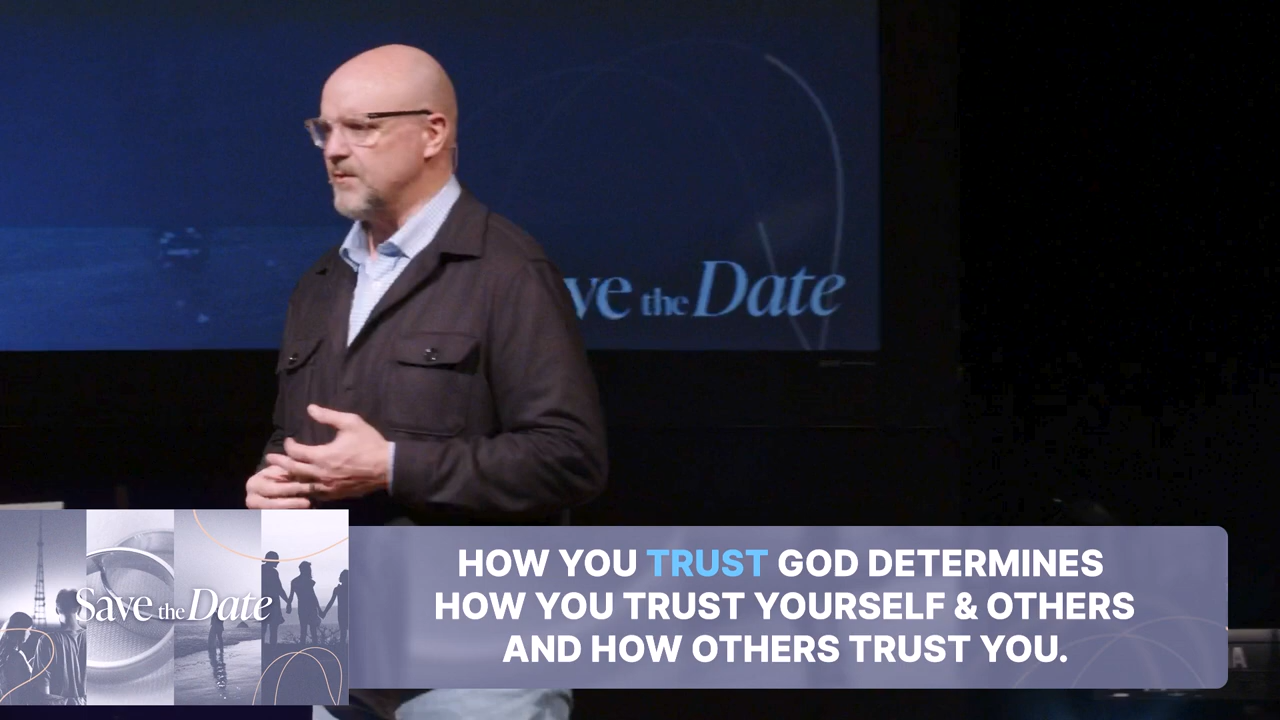 ve the Date
Save the Date
HOW YOU TRUST GOD DETERMINES
HOW YOU TRUST YOURSELF & OTHERS
AND HOW OTHERS TRUST YOU.
A